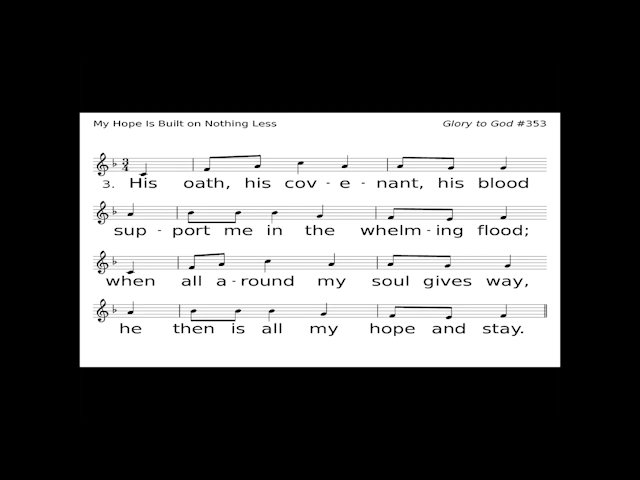 My Hope Is Built on Nothing Less Glory to God #353
3. His oath, his cov - e - nant, his blood
sup - port me in the whelm - ing flood;
when all a - round my soul gives way,
he then is all my hope and stay.